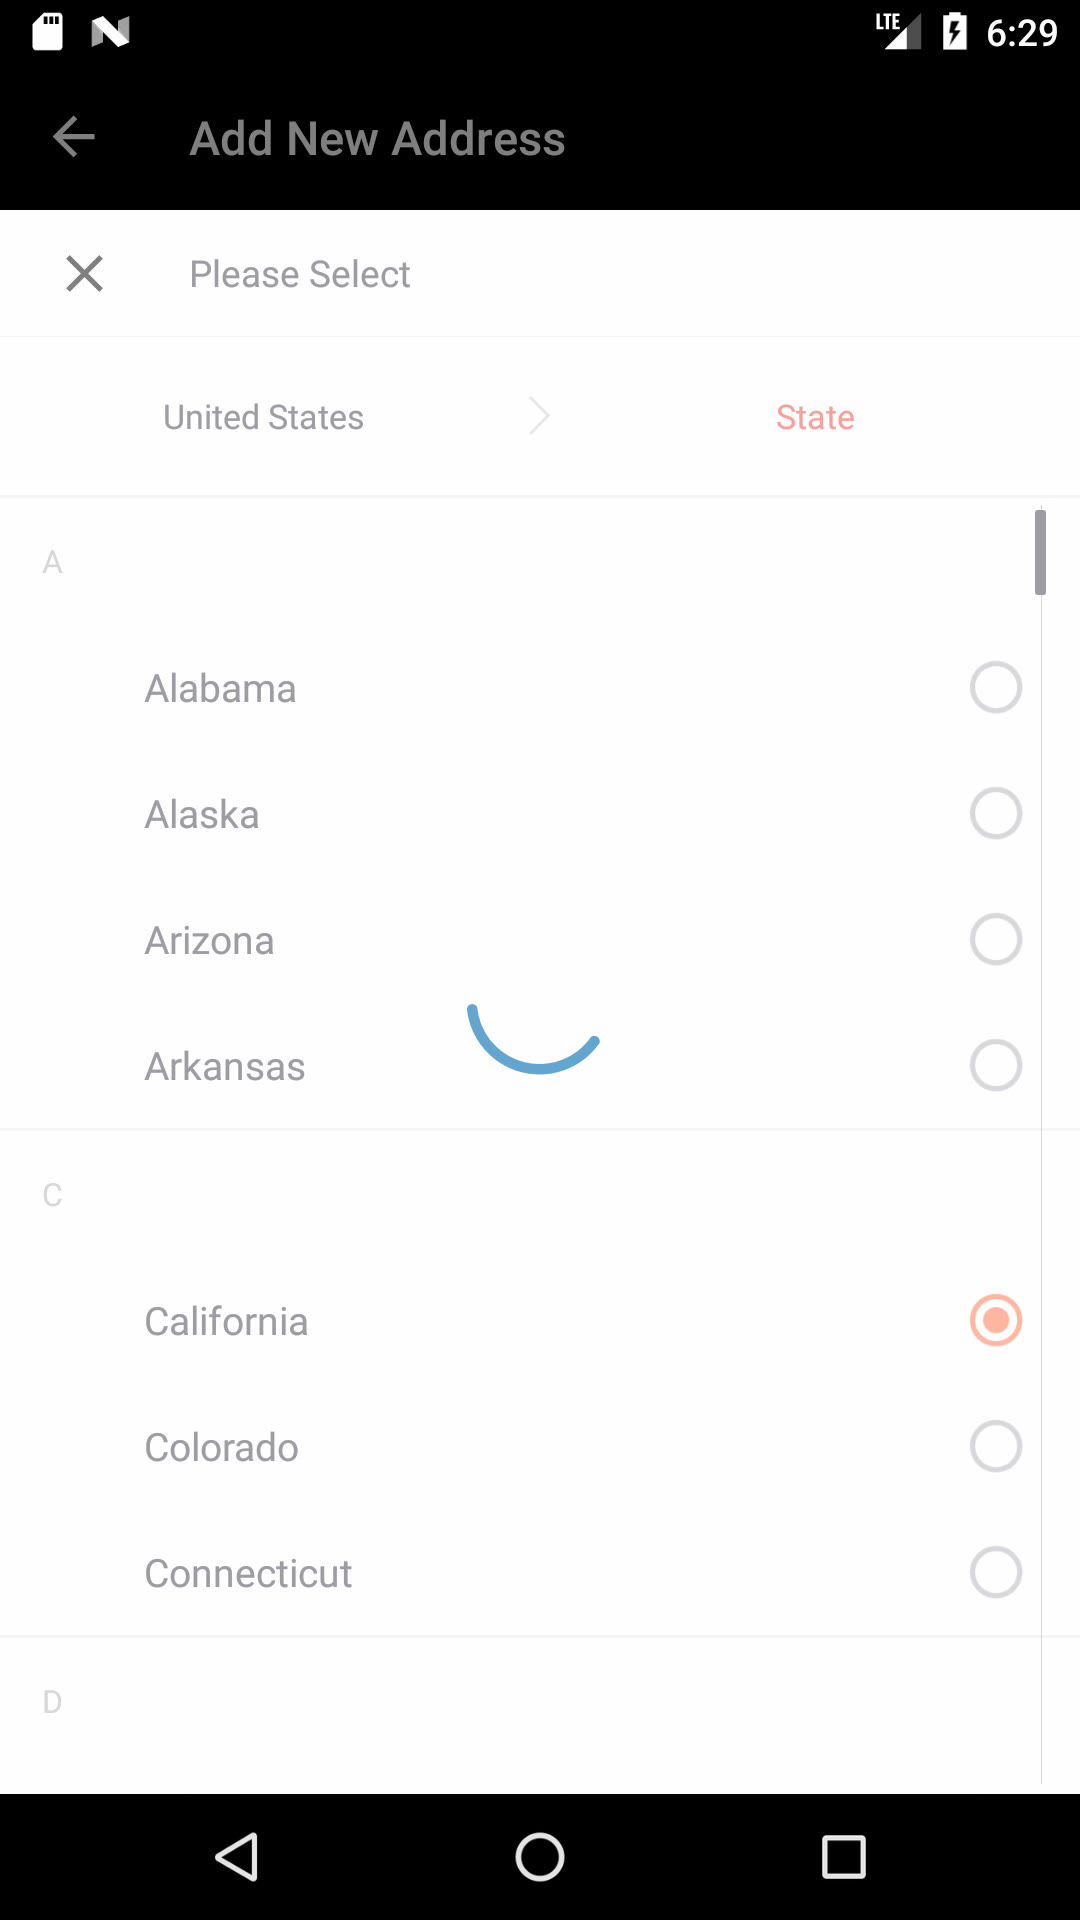 LTE 6:29
Add New Address
Please Select
United States State
A
Alabama
Alaska
Arizona
Arkansas
C
California
Colorado
Connecticut
D